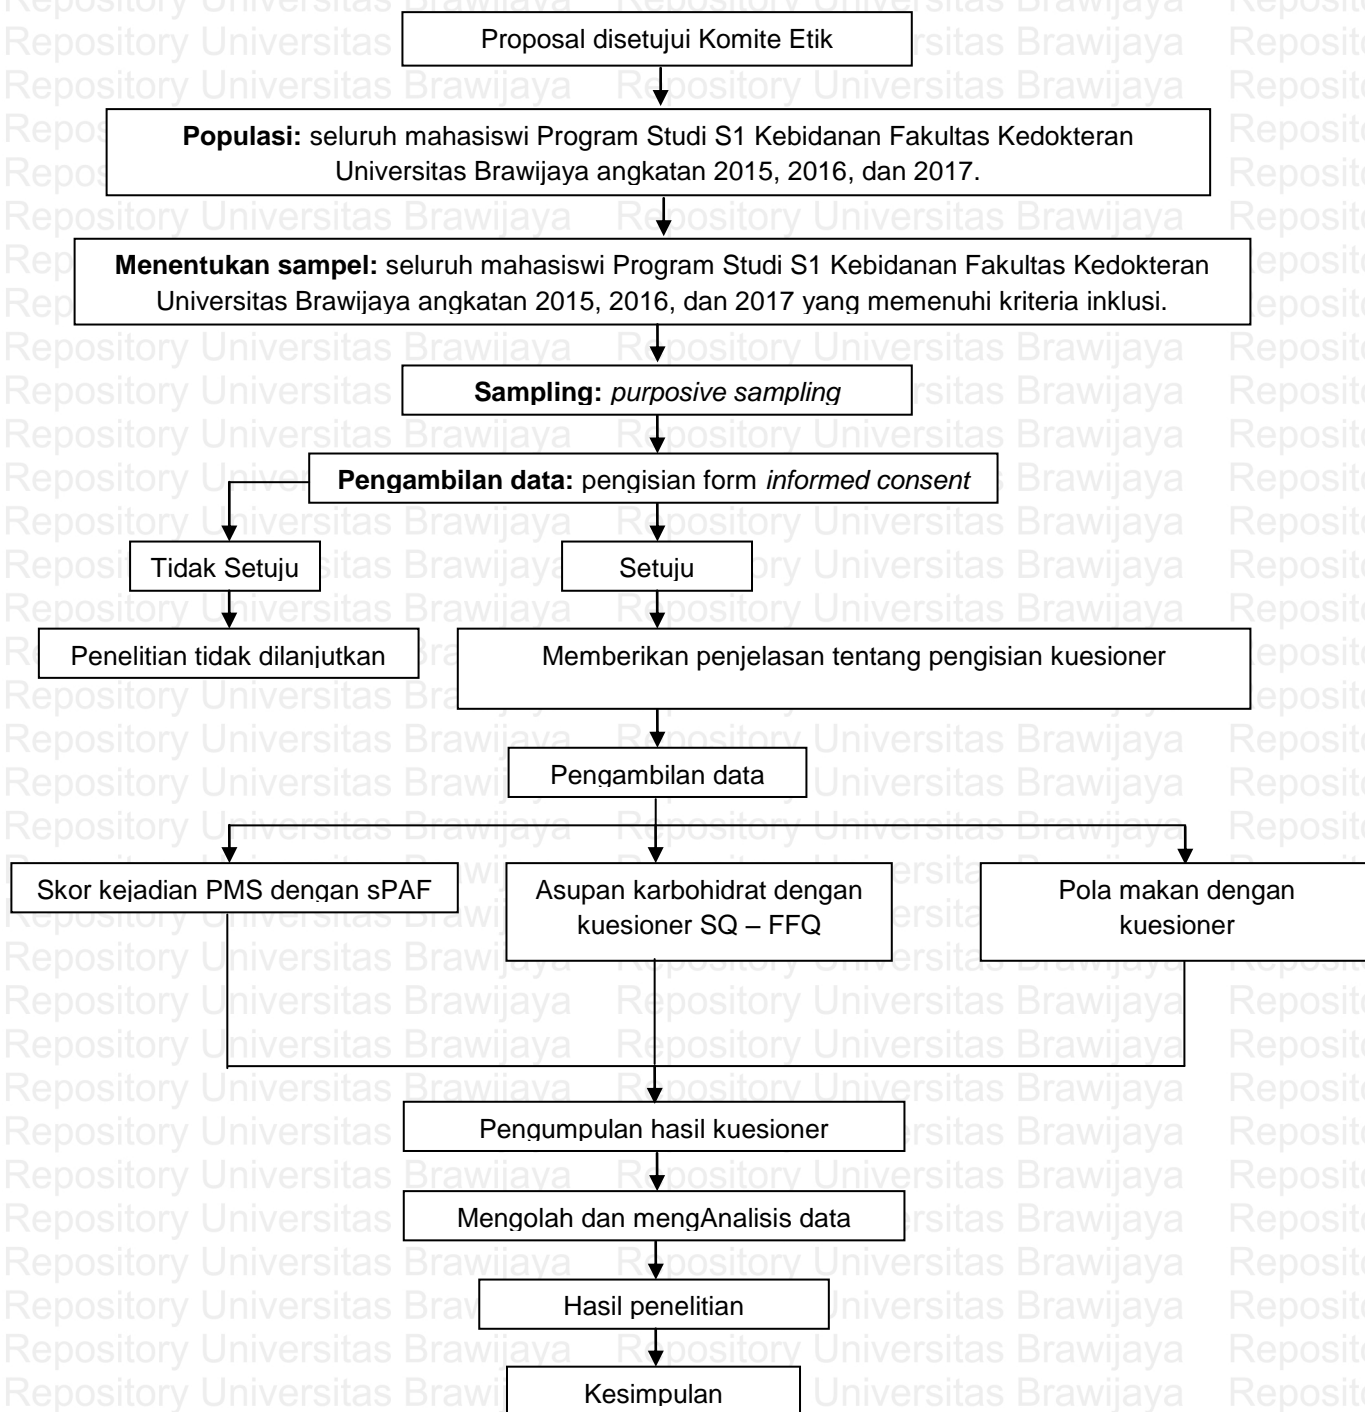 Proposal disetujui Komite Etik
Populasi: seluruh mahasiswi Program Studi S1 Kebidanan Fakultas Kedokteran
Universitas Brawijaya angkatan 2015, 2016, dan 2017.
Menentukan sampel: seluruh mahasiswi Program Studi S1 Kebidanan Fakultas Kedokteran
Universitas Brawijaya angkatan 2015, 2016, dan 2017 yang memenuhi kriteria inklusi.
Sampling: purposive sampling
Pengambilan data: pengisian form informed consent
Tidak Setuju
Setuju
Penelitian tidak dilanjutkan
Memberikan penjelasan tentang pengisian kuesioner
Pengambilan data
Skor kejadian PMS dengan sPAF
Asupan karbohidrat dengan
kuesioner SQ – FFQ
Pola makan dengan
kuesioner
Pengumpulan hasil kuesioner
Mengolah dan mengAnalisis data
Hasil penelitian
Kesimpulan
Repository Universitas Brawijaya